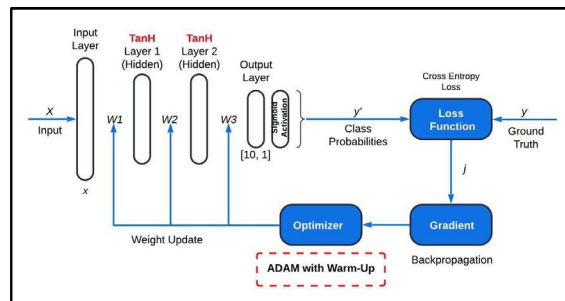 Input
Layer
TanH
Layer 1
(Hidden)
TanH
Layer 2
(Hidden)
Output
Layer
X
Input
W1
W2
W3
Sigmoid
Activation
[10, 1]
x
y'
Class
Probabilities
Cross Entropy
Loss
Loss
Function
y
Ground
Truth
j
Optimizer
Gradient
Weight Update
Backpropagation
ADAM with Warm-Up